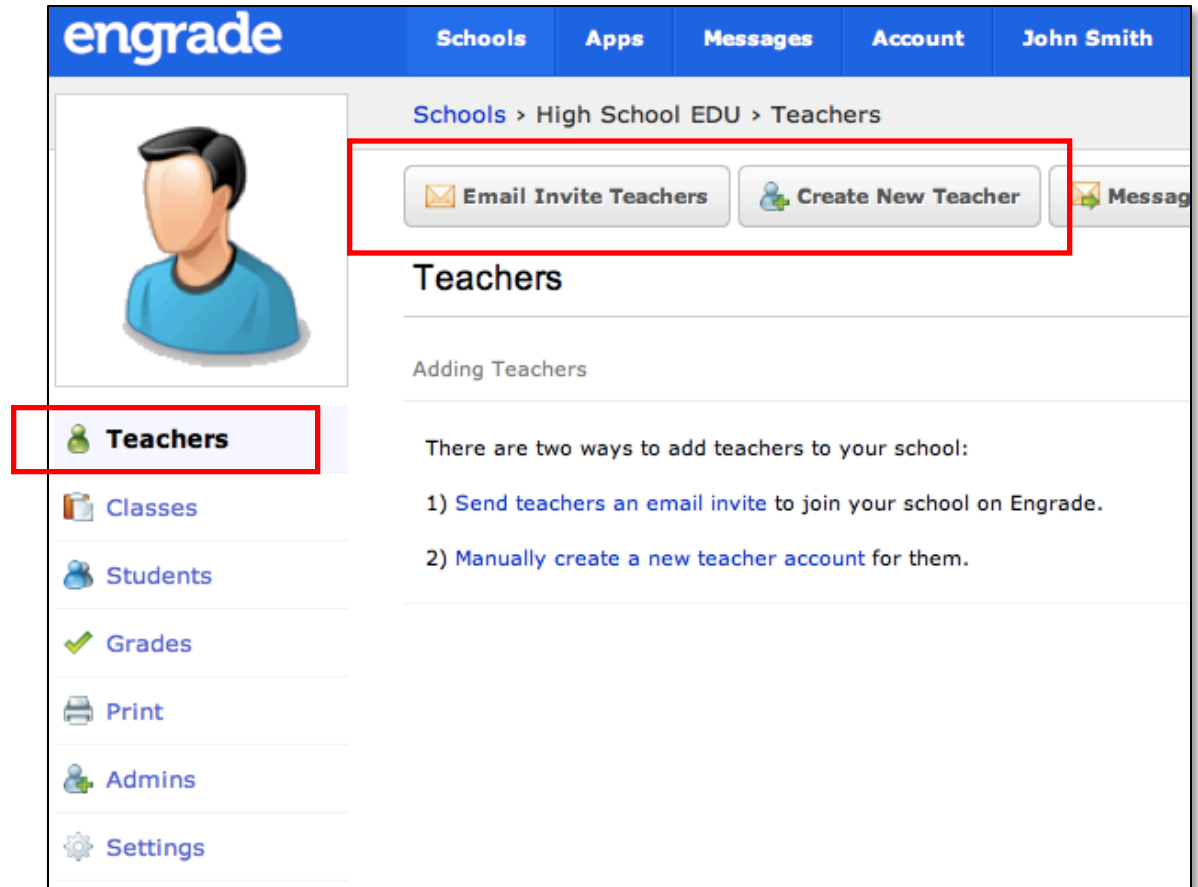 engrade
Schools Apps Messages Account John Smith
Schools › High School EDU › Teachers
Email Invite Teachers Create New Teacher
Teachers
Adding Teachers
Teachers
There are two ways to add teachers to your school:
Classes
1) Send teachers an email invite to join your school on Engrade.
2) Manually create a new teacher account for them.
Students
Grades
Print
Admins
Settings